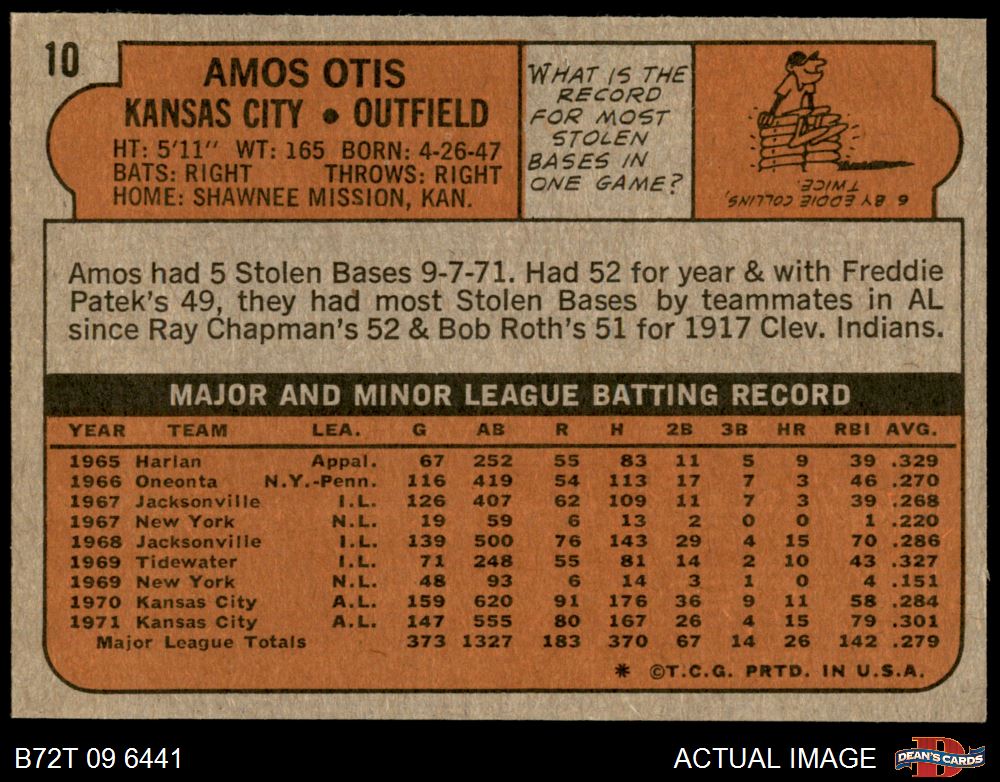 10
AMOS OTIS
KANSAS CITY • OUTFIELD
HT: 5'11" WT: 165 BORN: 4-26-47
BATS: RIGHT THROWS: RIGHT
HOME: SHAWNEE MISSION, KAN.
WHAT IS THE
RECORD
FOR MOST
STOLEN
BASES IN
ONE GAME?
6 BY EDDIE COLLINS,
TWICE.
Amos had 5 Stolen Bases 9-7-71. Had 52 for year & with Freddie
Patek's 49, they had most Stolen Bases by teammates in AL
since Ray Chapman's 52 & Bob Roth's 51 for 1917 Clev. Indians.
MAJOR AND MINOR LEAGUE BATTING RECORD
YEAR TEAM LEA. G AB R H 2B 3B HR RBI AVG.
1965 Harlan Appal. 67 252 55 83 11 5 9 39 .329
1966 Oneonta N.Y.-Penn. 116 419 54 113 17 7 3 46 .270
1967 Jacksonville I.L. 126 407 62 109 11 7 3 39 .268
1967 New York N.L. 19 59 6 13 2 0 0 1 .220
1968 Jacksonville I.L. 139 500 76 143 29 4 15 70 .286
1969 Tidewater I.L. 71 248 55 81 14 2 10 43 .327
1969 New York N.L. 48 93 6 14 3 1 0 4 .151
1970 Kansas City A.L. 159 620 91 176 36 9 11 58 .284
1971 Kansas City A.L. 147 555 80 167 26 4 15 79 .301
Major League Totals 373 1327 183 370 67 14 26 142 .279
* ©T.C.G. PRTD. IN U.S.A.
B72T 09 6441
ACTUAL IMAGE
D
DEAN'S CARDS